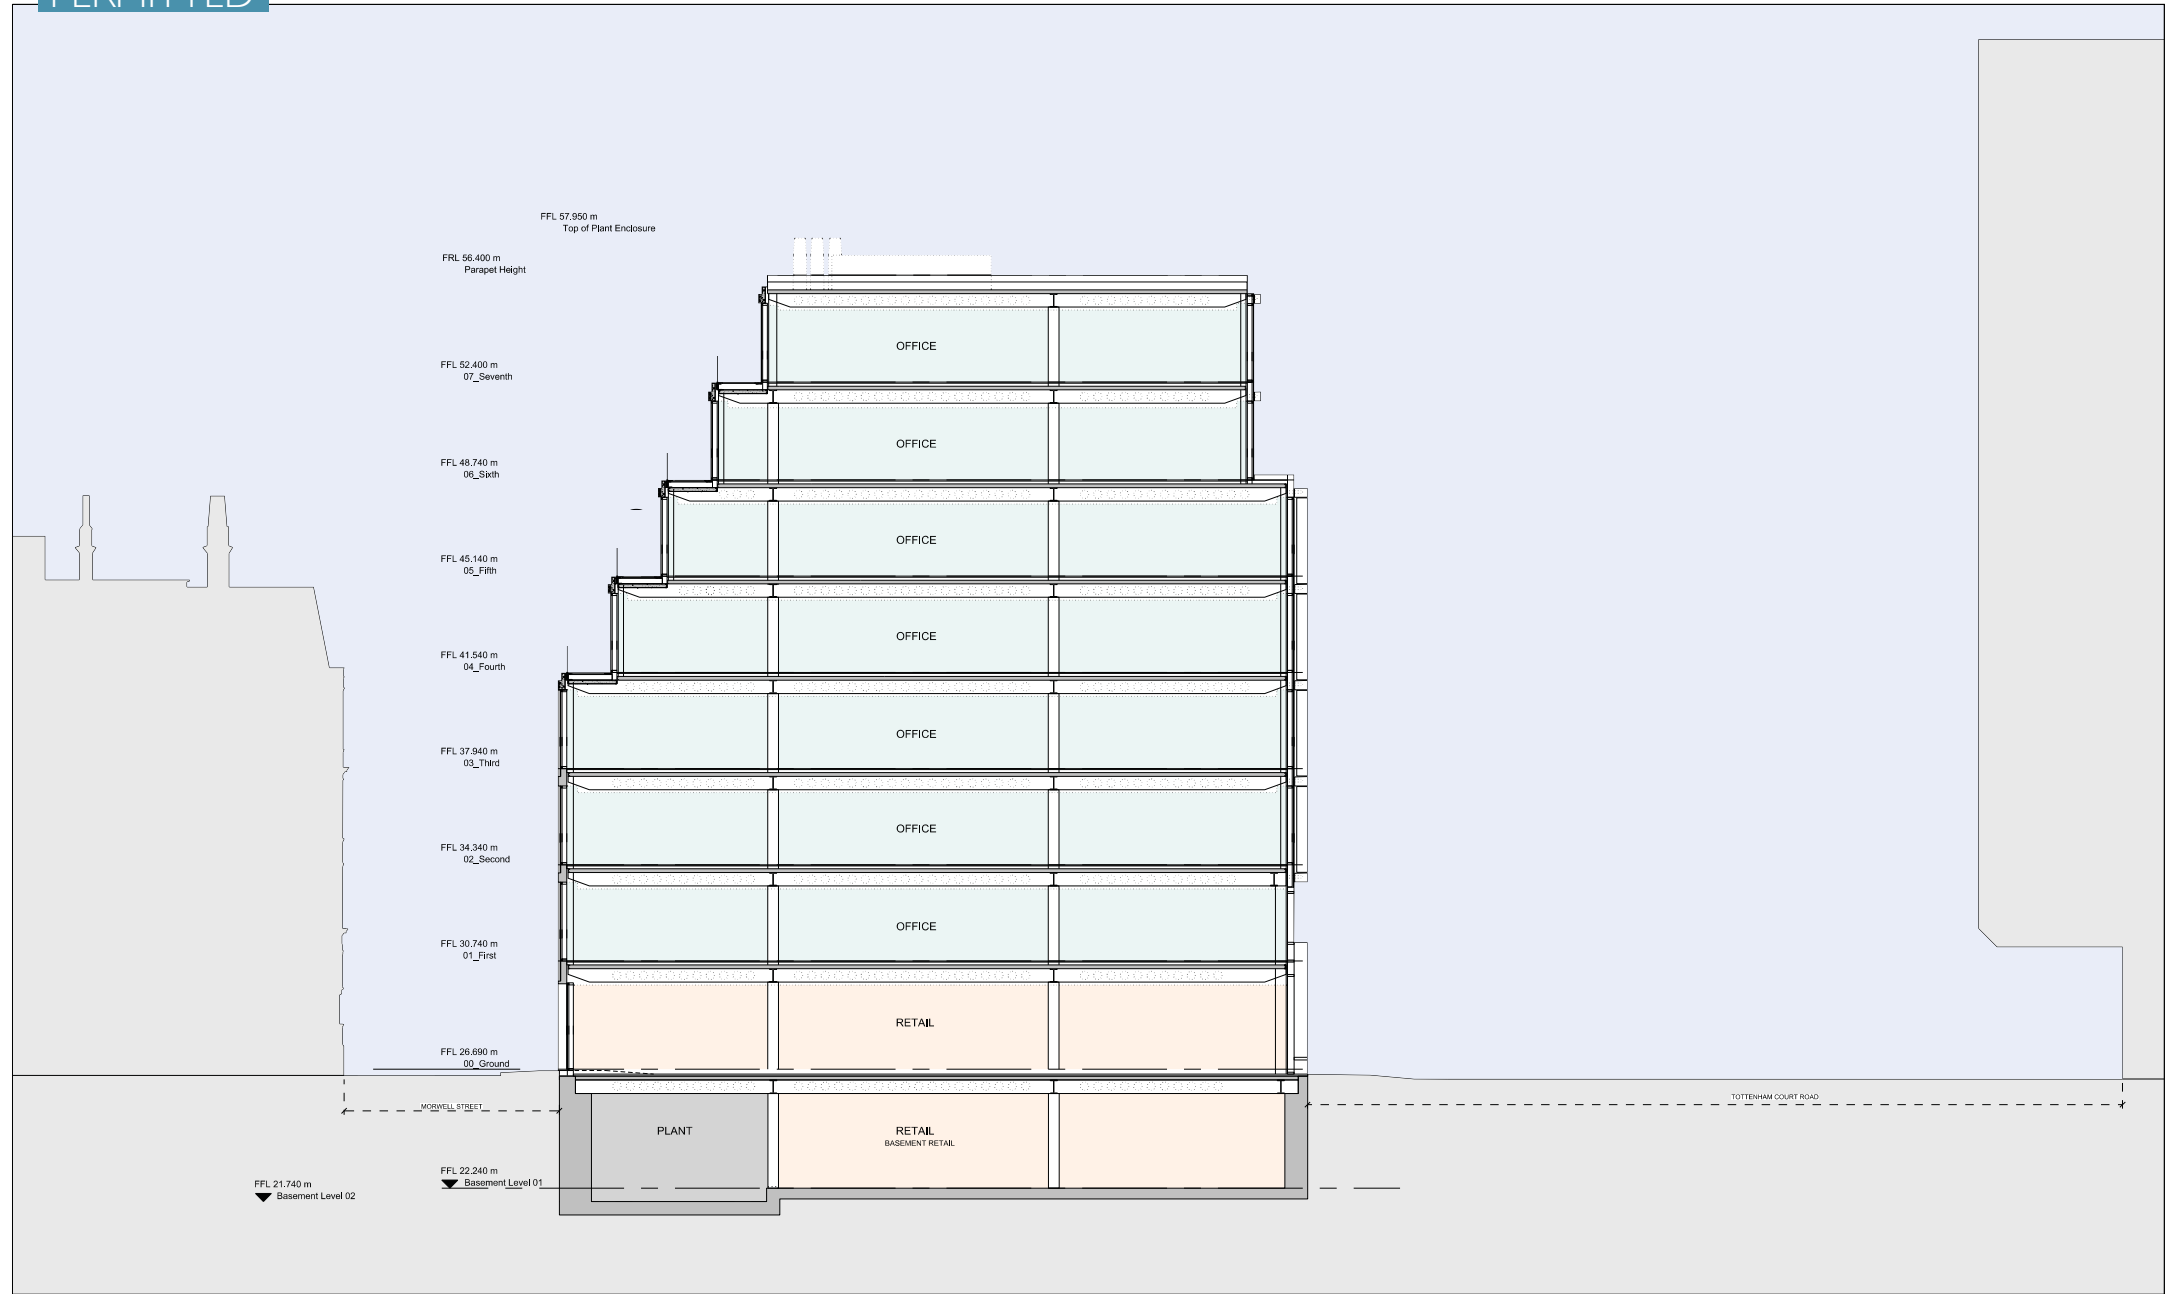 PERMITTED
FFL 57.950 m
Top of Plant Enclosure
FRL 56.400 m
Parapet Height
OFFICE
FFL 52.400 m
07_Seventh
OFFICE
FFL 48.740 m
06_Sixth
OFFICE
FFL 45.140 m
05_Fifth
OFFICE
FFL 41.540 m
04_Fourth
OFFICE
FFL 37.940 m
03_Third
OFFICE
FFL 34.340 m
02_Second
OFFICE
FFL 30.740 m
01_First
RETAIL
FFL 26.690 m
00_Ground
MORWELL STREET
TOTTENHAM COURT ROAD
PLANT
RETAIL
BASEMENT RETAIL
FFL 22.240 m
Basement Level 01
FFL 21.740 m
Basement Level 02